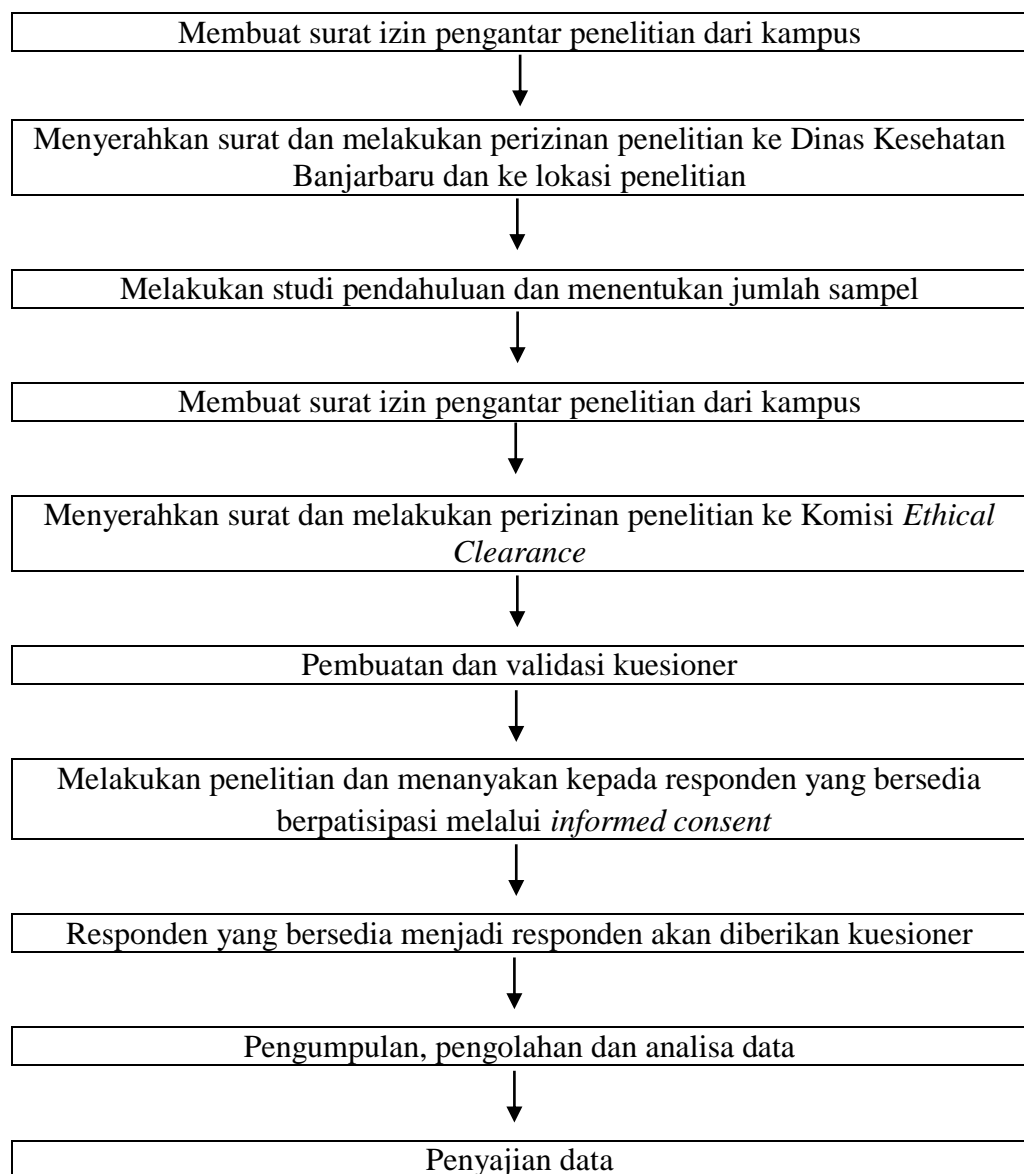 Membuat surat izin pengantar penelitian dari kampus
Menyerahkan surat dan melakukan perizinan penelitian ke Dinas Kesehatan
Banjarbaru dan ke lokasi penelitian
Melakukan studi pendahuluan dan menentukan jumlah sampel
Membuat surat izin pengantar penelitian dari kampus
Menyerahkan surat dan melakukan perizinan penelitian ke Komisi Ethical
Clearance
Pembuatan dan validasi kuesioner
Melakukan penelitian dan menanyakan kepada responden yang bersedia
berpatisipasi melalui informed consent
Responden yang bersedia menjadi responden akan diberikan kuesioner
Pengumpulan, pengolahan dan analisa data
Penyajian data